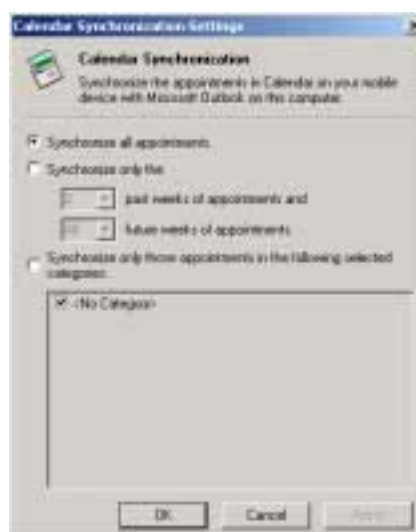 Calendar Synchronization Settings
Calendar Synchronization
Synchronize the appointments in Calendar on your mobile
device with Microsoft Outlook on this computer.
Synchronize all appointments
Synchronize only the
past weeks of appointments and
future weeks of appointments
Synchronize only those appointments in the following selected
categories:
<No Category>
OK
Cancel
Apply